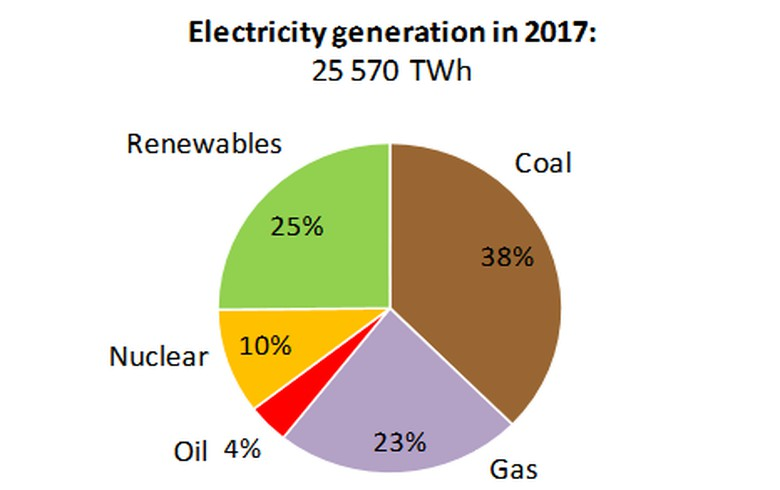 Electricity generation in 2017:
25 570 TWh
Renewables
Coal
25%
38%
10%
Nuclear
23%
Oil 4%
Gas